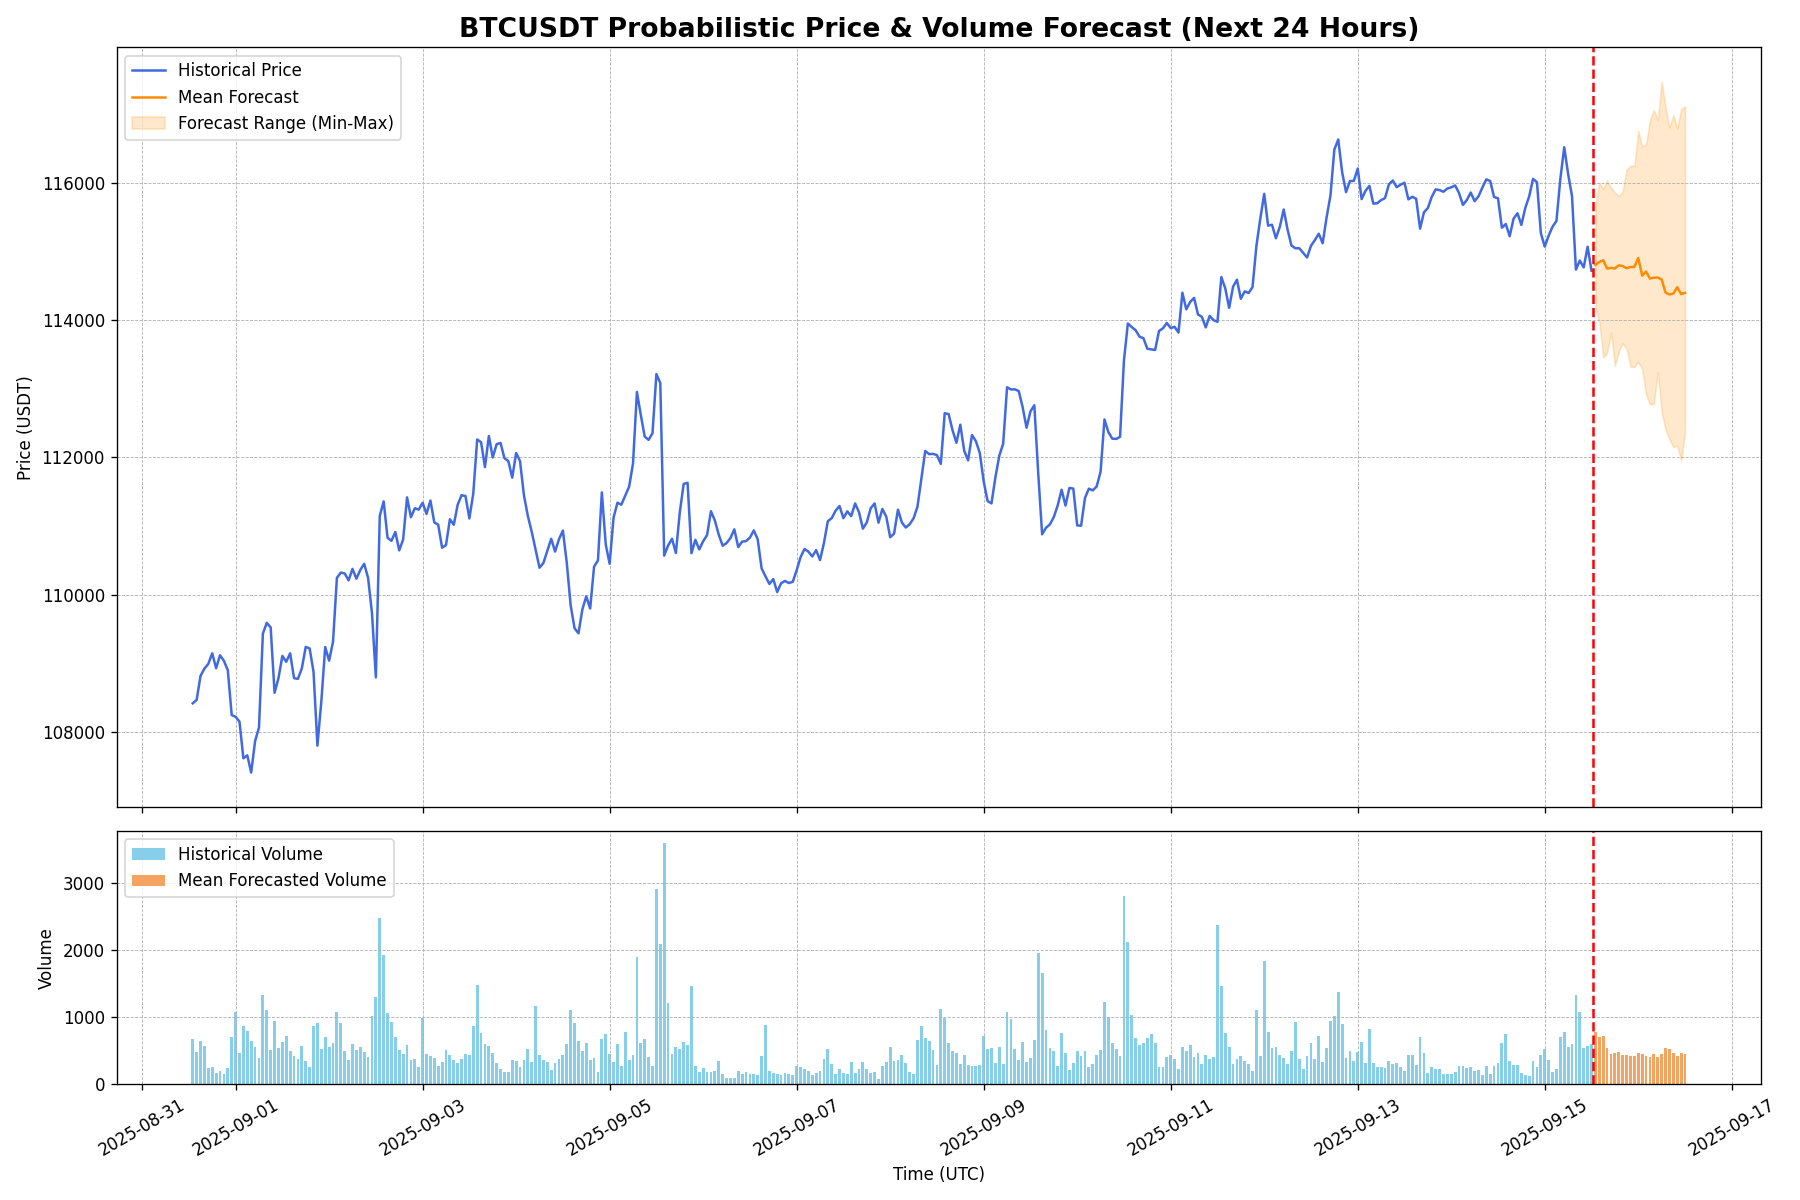 BTCUSDT Probabilistic Price & Volume Forecast (Next 24 Hours)
Historical Price
Mean Forecast
Forecast Range (Min-Max)
116000
114000
112000
110000
108000
Price (USDT)
Historical Volume
Mean Forecasted Volume
3000
2000
1000
0
Volume
2025-08-31
2025-09-01
2025-09-03
2025-09-05
2025-09-07
2025-09-09
2025-09-11
2025-09-13
2025-09-15
2025-09-17
Time (UTC)